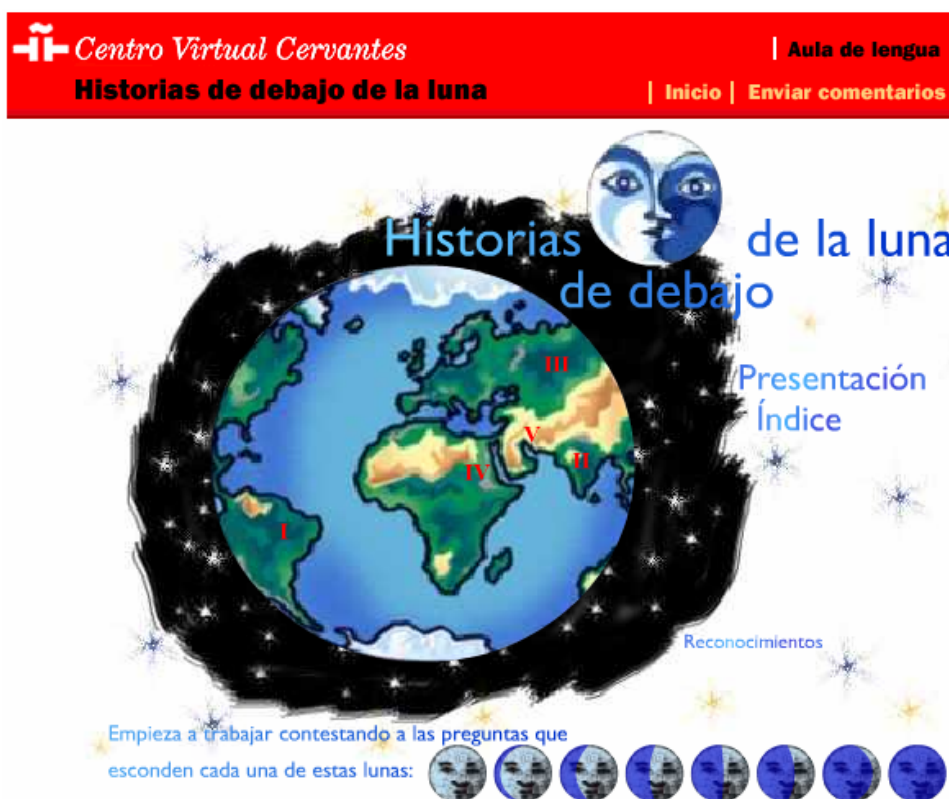 Centro Virtual Cervantes
| Aula de lengua
Historias de debajo de la luna
| Inicio | Enviar comentarios
Historias de la luna
de debajo
Presentación
Índice
III
V
II
IV
I
Reconocimientos
Empieza a trabajar contestando a las preguntas que
esconden cada una de estas lunas: